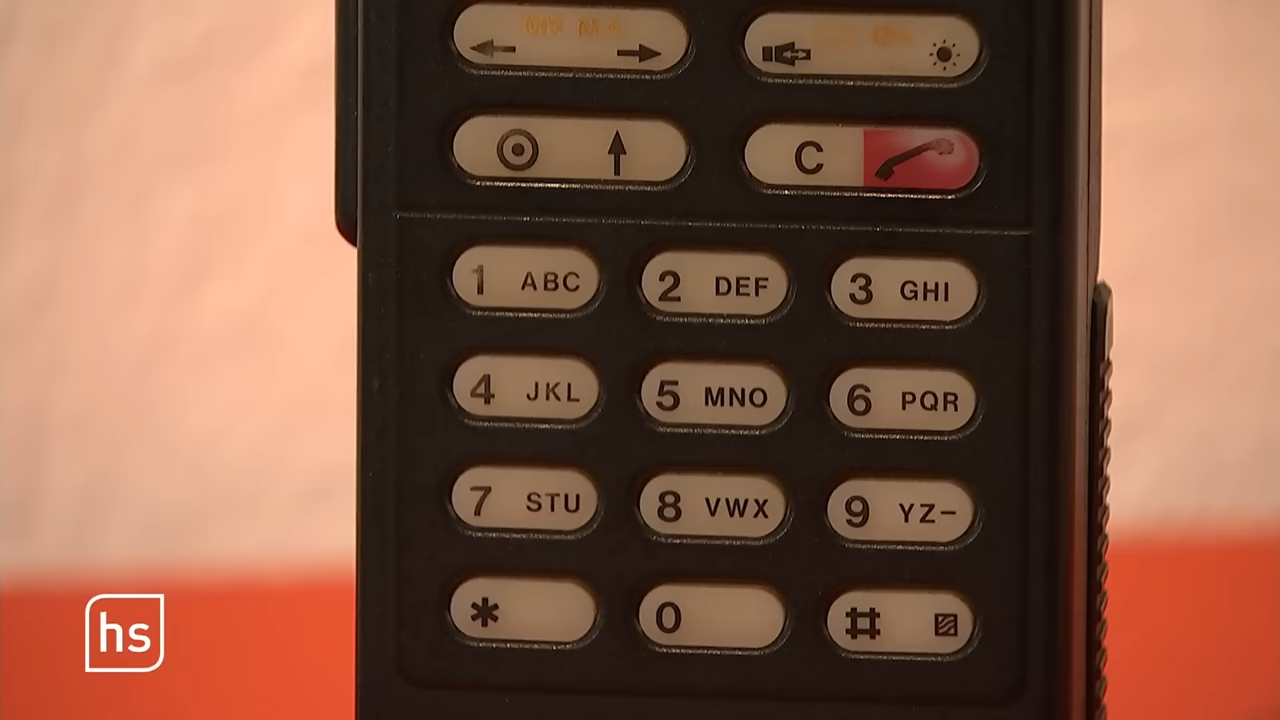 C
1 ABC 2 DEF 3 GHI
4 JKL 5 MNO 6 PQR
7 STU 8 VWX 9 YZ-
* 0 #
hs